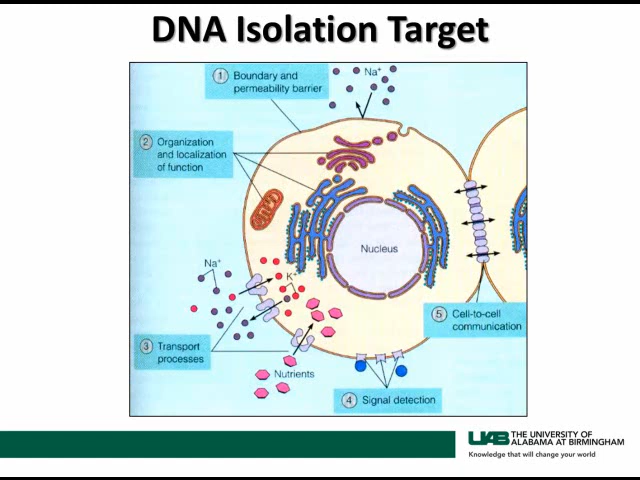 DNA Isolation Target
1 Boundary and
permeability barrier
Na+
2 Organization
and localization
of function
Nucleus
Na+
K+
5 Cell-to-cell
communication
3 Transport
processes
Nutrients
4 Signal detection
UAB THE UNIVERSITY OF
ALABAMA AT BIRMINGHAM
Knowledge that will change your world